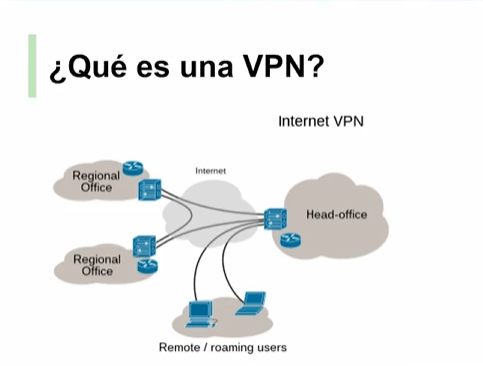 ¿Qué es una VPN?
Internet VPN
Internet
Regional
Office
Head-office
Regional
Office
Remote / roaming users